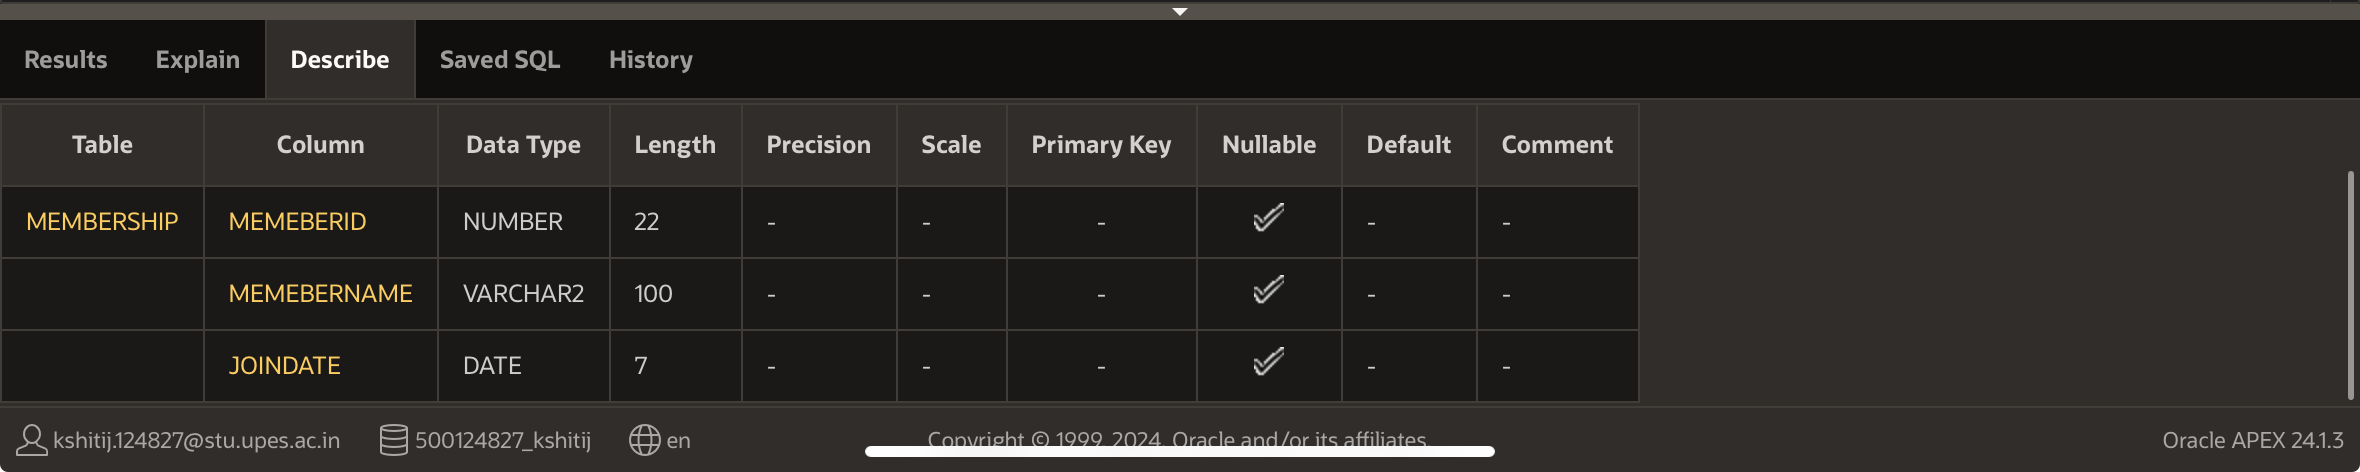 Results Explain Describe Saved SQL History
Table Column Data Type Length Precision Scale Primary Key Nullable Default Comment
MEMBERSHIP MEMEBERID NUMBER 22 - - - - -
MEMEBERNAME VARCHAR2 100 - - - - -
JOINDATE DATE 7 - - - - -
kshitij.124827@stu.upes.ac.in 500124827_kshitij en Copyright © 1999, 2024, Oracle and/or its affiliates. Oracle APEX 24.1.3